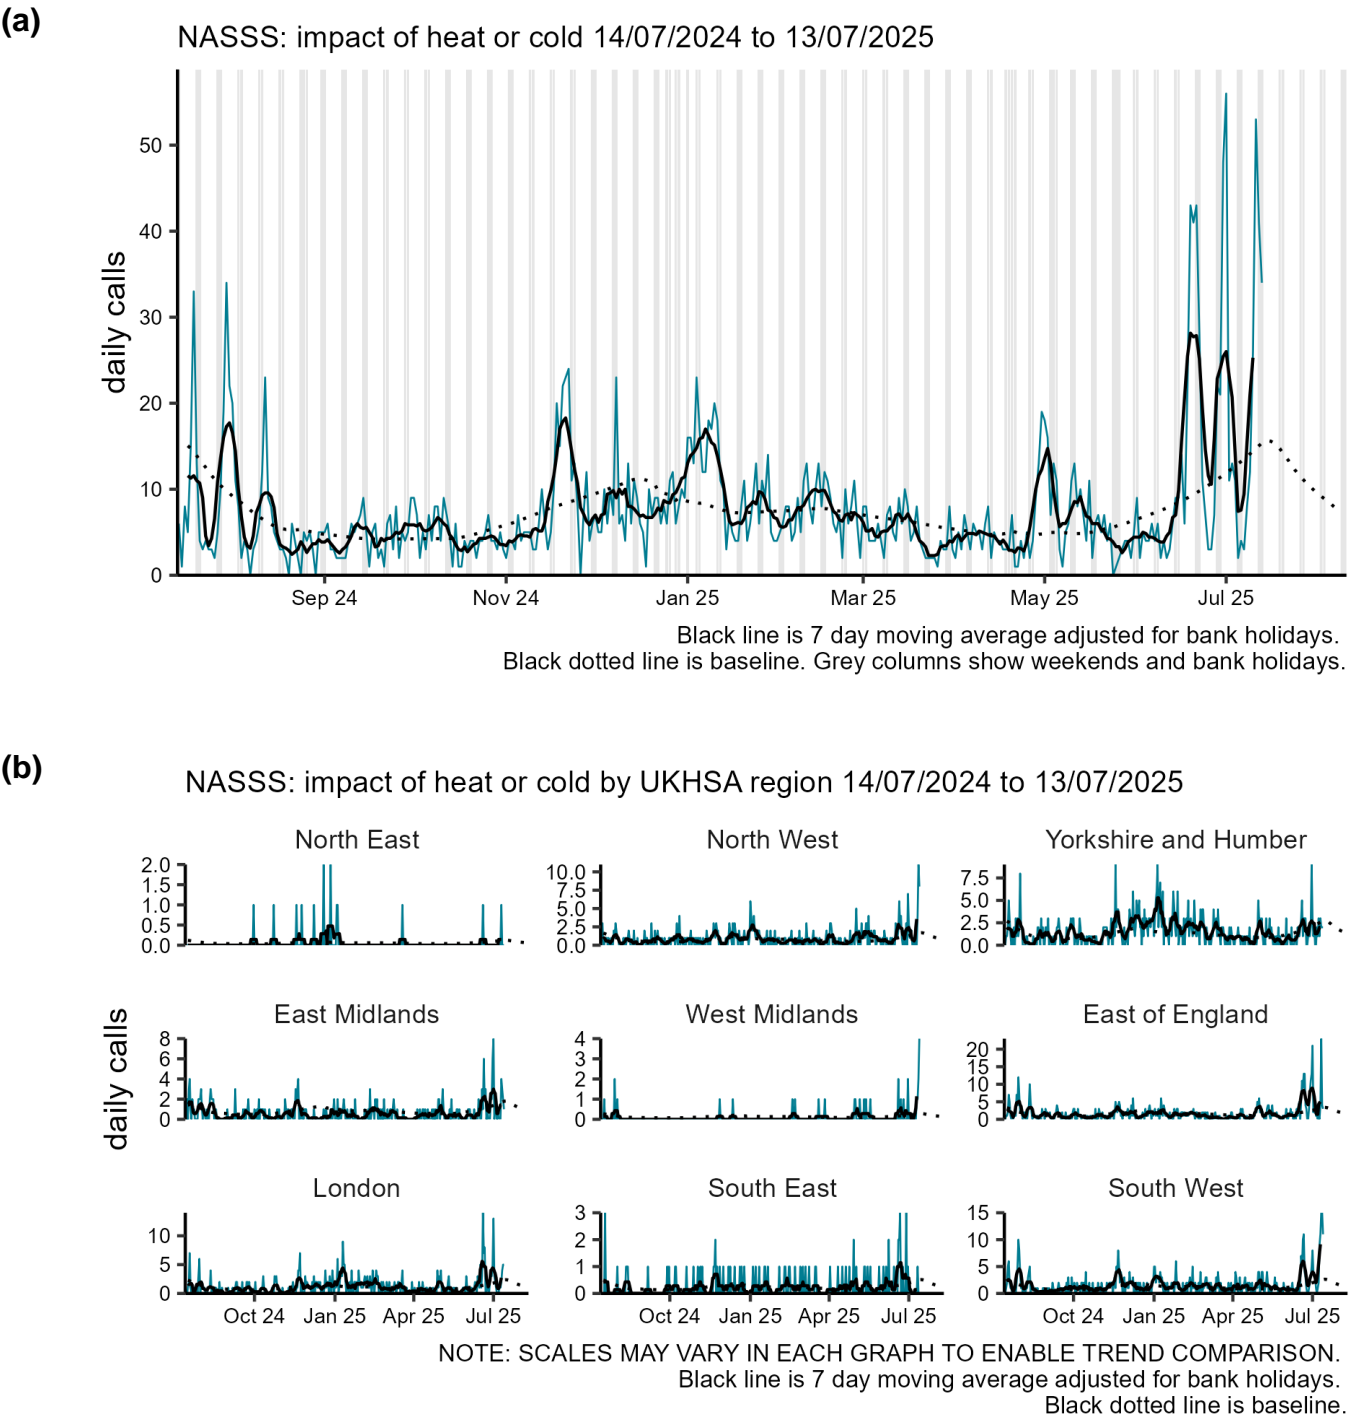 (a)
NASSS: impact of heat or cold 14/07/2024 to 13/07/2025
daily calls
50
40
30
20
10
0
Sep 24 Nov 24 Jan 25 Mar 25 May 25 Jul 25
Black line is 7 day moving average adjusted for bank holidays.
Black dotted line is baseline. Grey columns show weekends and bank holidays.
(b)
NASSS: impact of heat or cold by UKHSA region 14/07/2024 to 13/07/2025
daily calls
North East
2.0
1.5
1.0
0.5
0.0
North West
10.0
7.5
5.0
2.5
0.0
Yorkshire and Humber
7.5
5.0
2.5
0.0
East Midlands
8
6
4
2
0
West Midlands
4
3
2
1
0
East of England
20
15
10
5
0
London
10
5
0
Oct 24 Jan 25 Apr 25 Jul 25
South East
3
2
1
0
Oct 24 Jan 25 Apr 25 Jul 25
South West
15
10
5
0
Oct 24 Jan 25 Apr 25 Jul 25
NOTE: SCALES MAY VARY IN EACH GRAPH TO ENABLE TREND COMPARISON.
Black line is 7 day moving average adjusted for bank holidays.
Black dotted line is baseline.